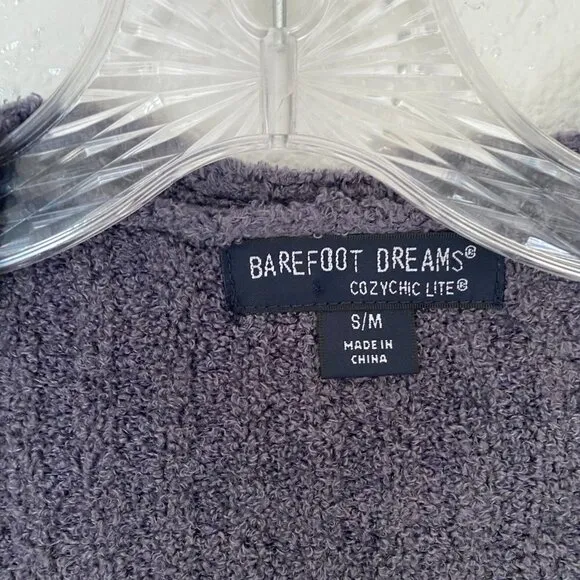 BAREFOOT DREAMS®
COZYCHIC LITE®
S/M
MADE IN
CHINA